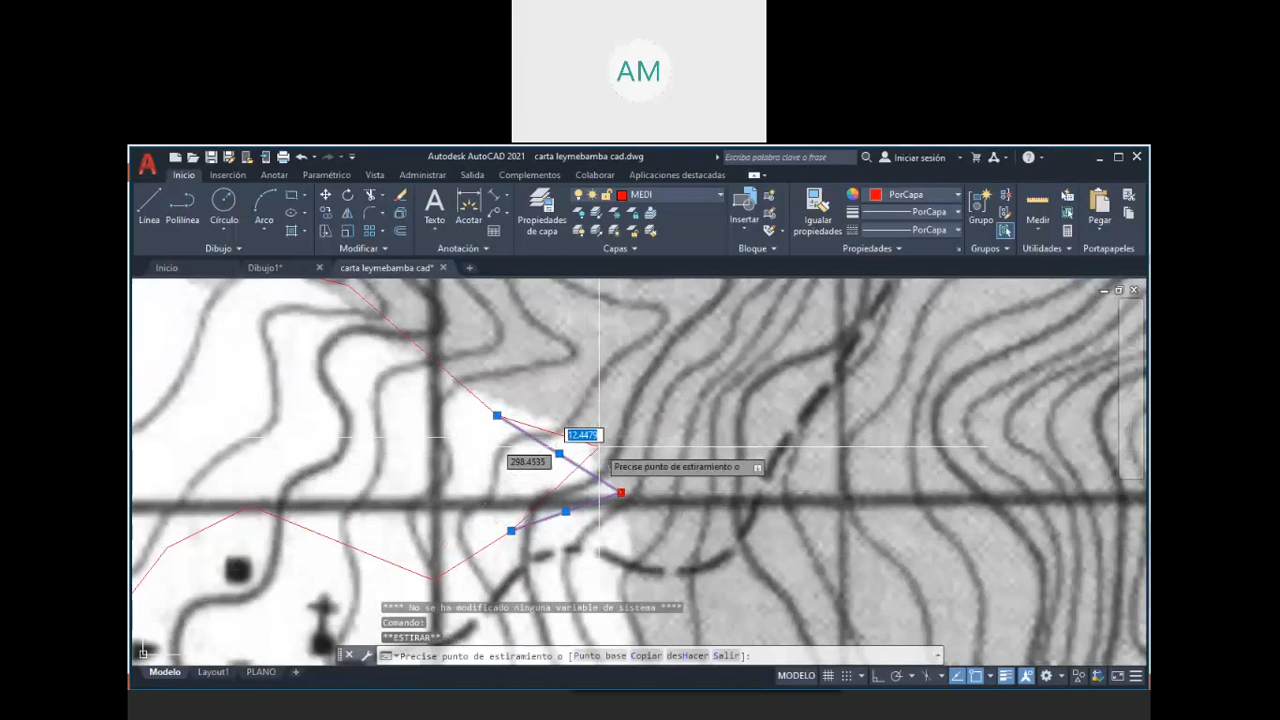 AM
Autodesk AutoCAD 2021 carta leymebamba cad.dwg
Escriba palabra clave o frase
Iniciar sesión
Inicio Inserción Anotar Paramétrico Vista Administrar Salida Complementos Colaborar Aplicaciones destacadas
MEDI
PorCapa
Línea Polilínea Círculo Arco
Texto Acotar
Propiedades de capa
Insertar
Igualar propiedades
PorCapa
PorCapa
Grupo
Medir
Pegar
Dibujo Modificar Anotación Capas Bloque Propiedades Grupos Utilidades Portapapeles
Inicio Dibujo1* carta leymebamba cad*
12.4479
298.4535
Precise punto de estiramiento o
**** No se ha modificado ninguna variable de sistema ****
Comando:
**ESTIRAR**
Precise punto de estiramiento o [Punto base Copiar desHacer Salir]:
Modelo Layout1 PLANO +
MODELO